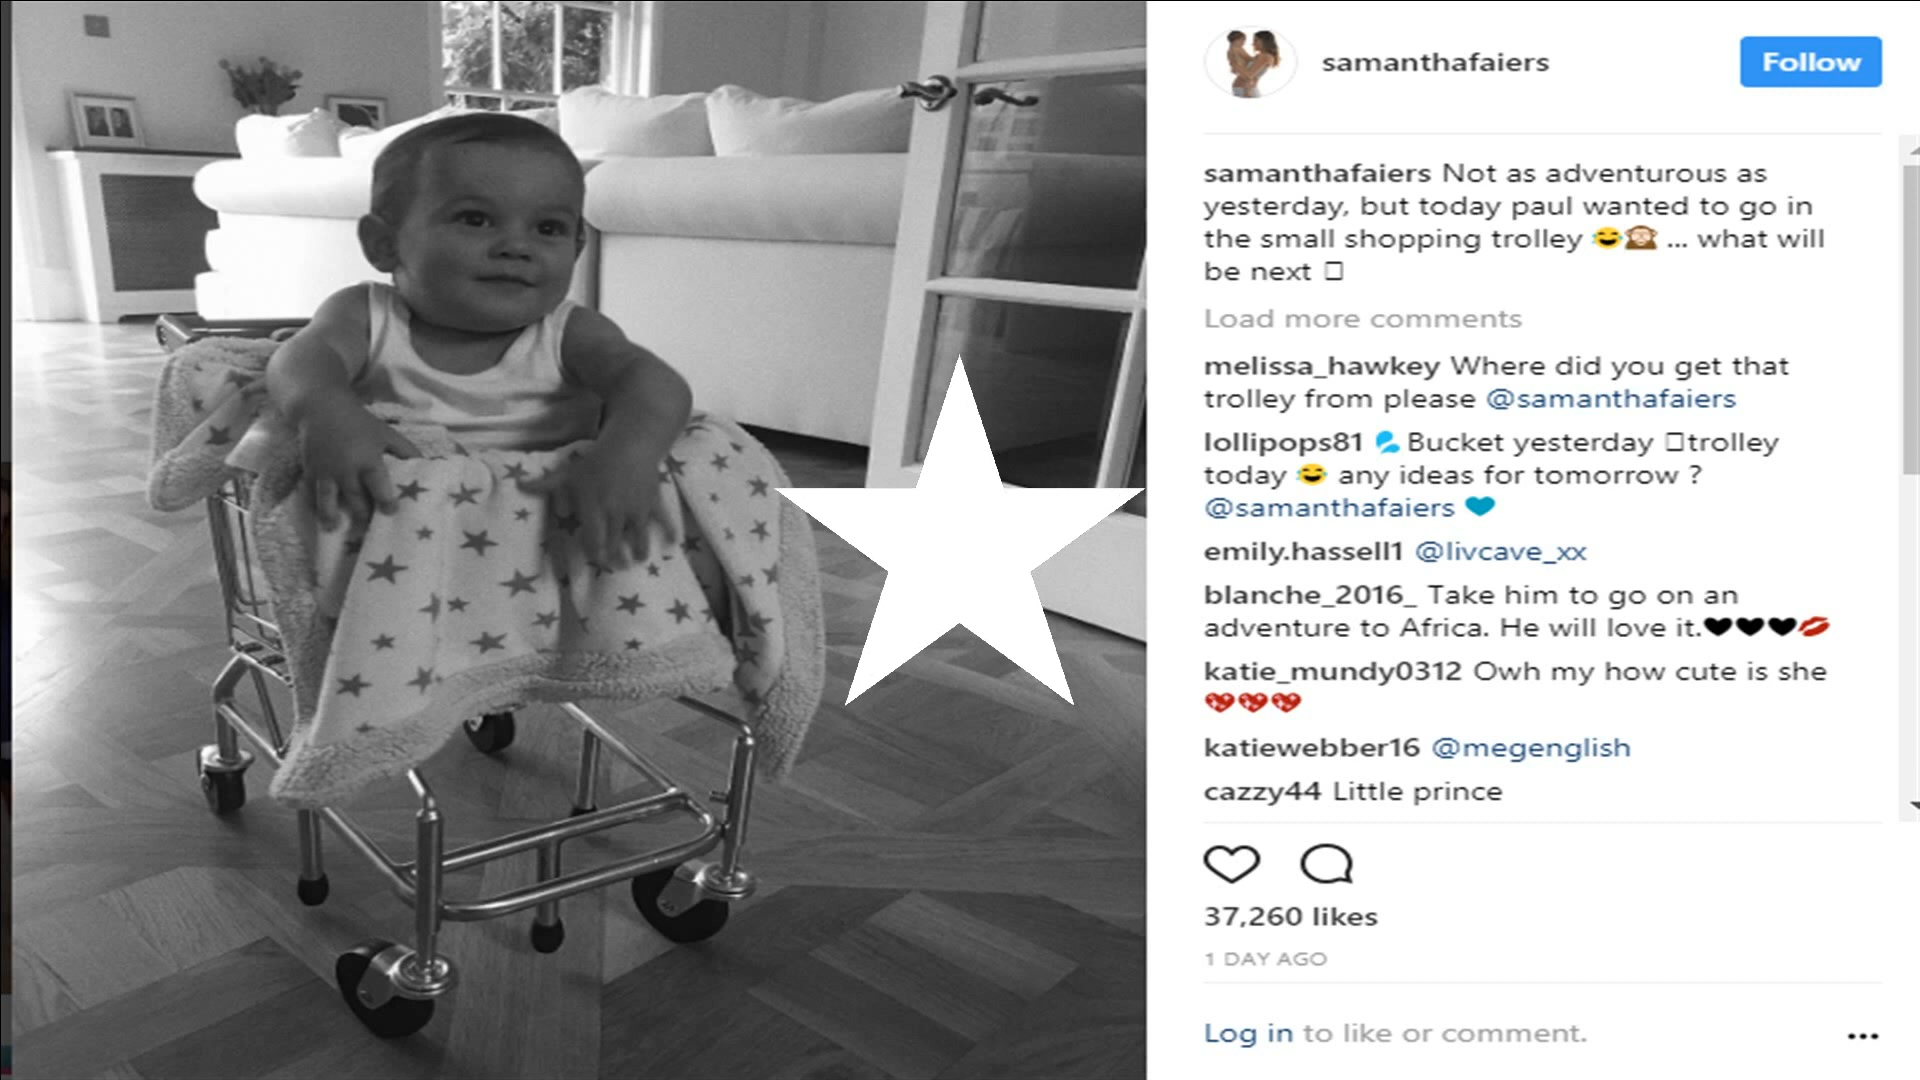 samanthafaiers
Follow
samanthafaiers Not as adventurous as
yesterday, but today paul wanted to go in
the small shopping trolley 😂🙈 ... what will
be next
Load more comments
melissa_hawkey Where did you get that
trolley from please @samanthafaiers
lollipops81 💦Bucket yesterday trolley
today 😂 any ideas for tomorrow ?
@samanthafaiers 💙
emily.hassell1 @livcave_xx
blanche_2016_ Take him to go on an
adventure to Africa. He will love it.🖤🖤🖤💋
katie_mundy0312 Owh my how cute is she
💖💖💖
katiewebber16 @megenglish
cazzy44 Little prince
37,260 likes
1 DAY AGO
Log in to like or comment.